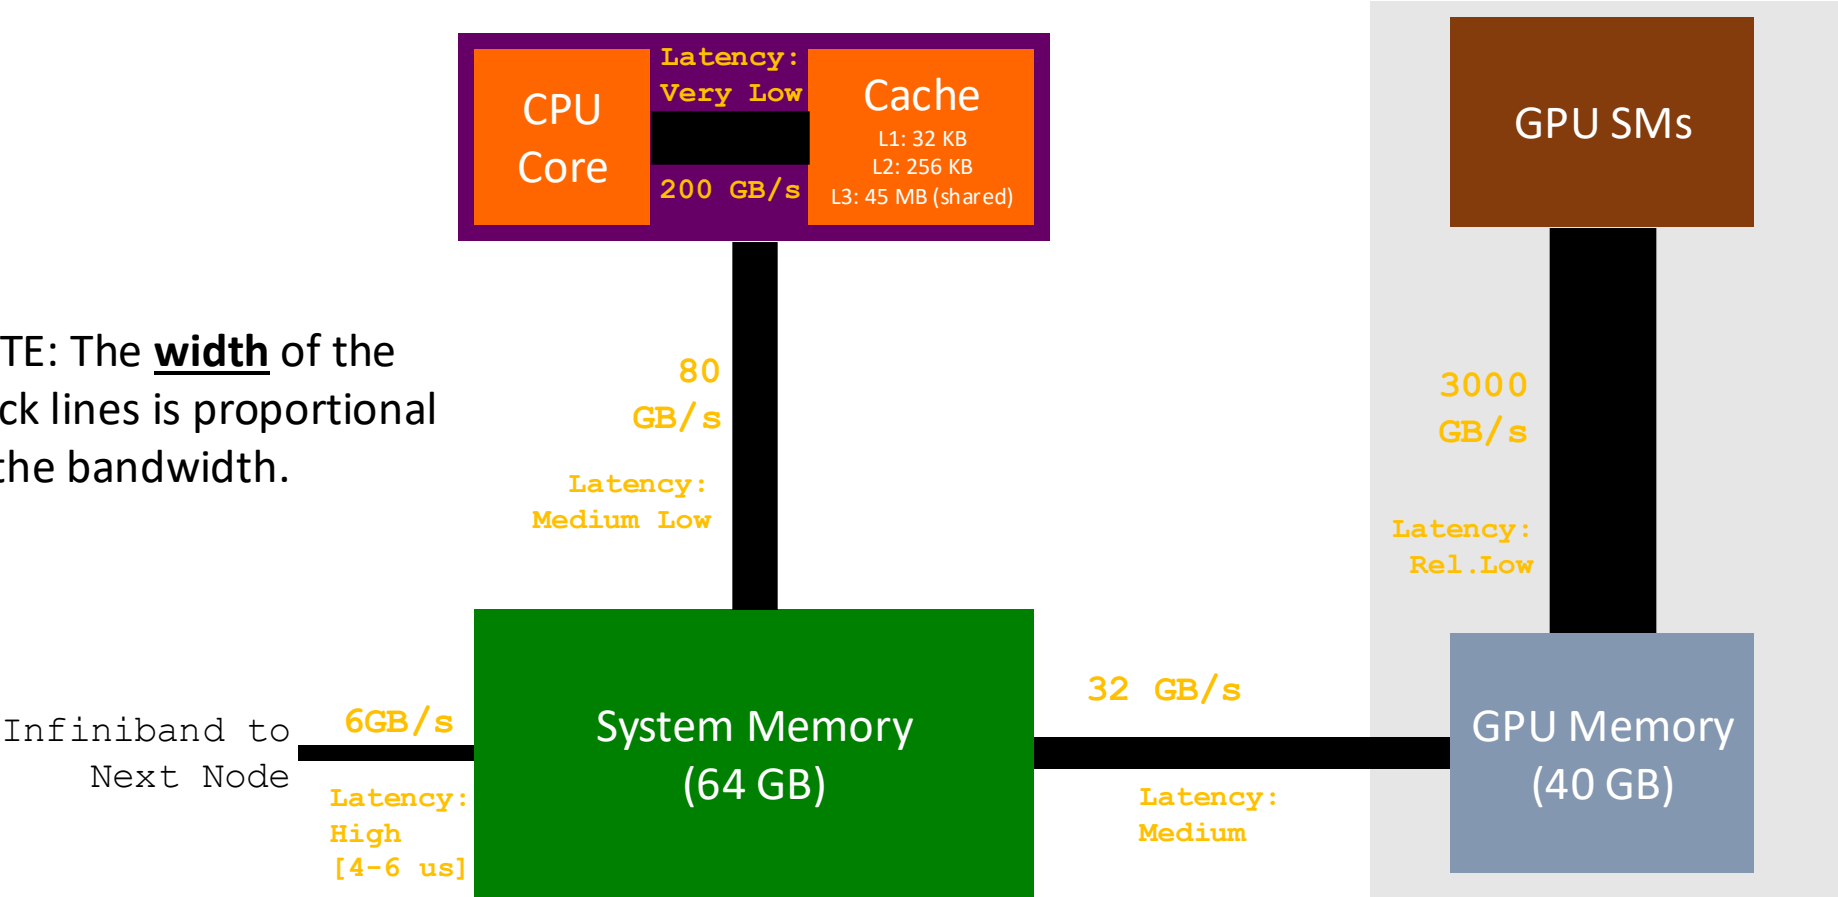 Latency:
Very Low
CPU
Core
200 GB/s
Cache
L1: 32 KB
L2: 256 KB
L3: 45 MB (shared)
GPU SMs
TE: The width of the
ck lines is proportional
the bandwidth.
80
GB/s
Latency:
Medium Low
3000
GB/s
Latency:
Rel.Low
Infiniband to
Next Node
6GB/s
Latency:
High
[4-6 us]
System Memory
(64 GB)
32 GB/s
Latency:
Medium
GPU Memory
(40 GB)